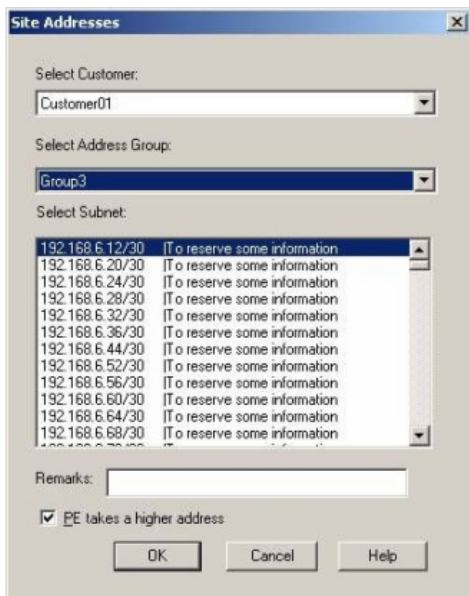 Site Addresses
Select Customer:
Customer01
Select Address Group:
Group3
Select Subnet:
192.168.6.12/30 |To reserve some information
192.168.6.20/30 |To reserve some information
192.168.6.24/30 |To reserve some information
192.168.6.28/30 |To reserve some information
192.168.6.32/30 |To reserve some information
192.168.6.36/30 |To reserve some information
192.168.6.44/30 |To reserve some information
192.168.6.52/30 |To reserve some information
192.168.6.56/30 |To reserve some information
192.168.6.60/30 |To reserve some information
192.168.6.64/30 |To reserve some information
192.168.6.68/30 |To reserve some information
Remarks:
PE takes a higher address
OK Cancel Help